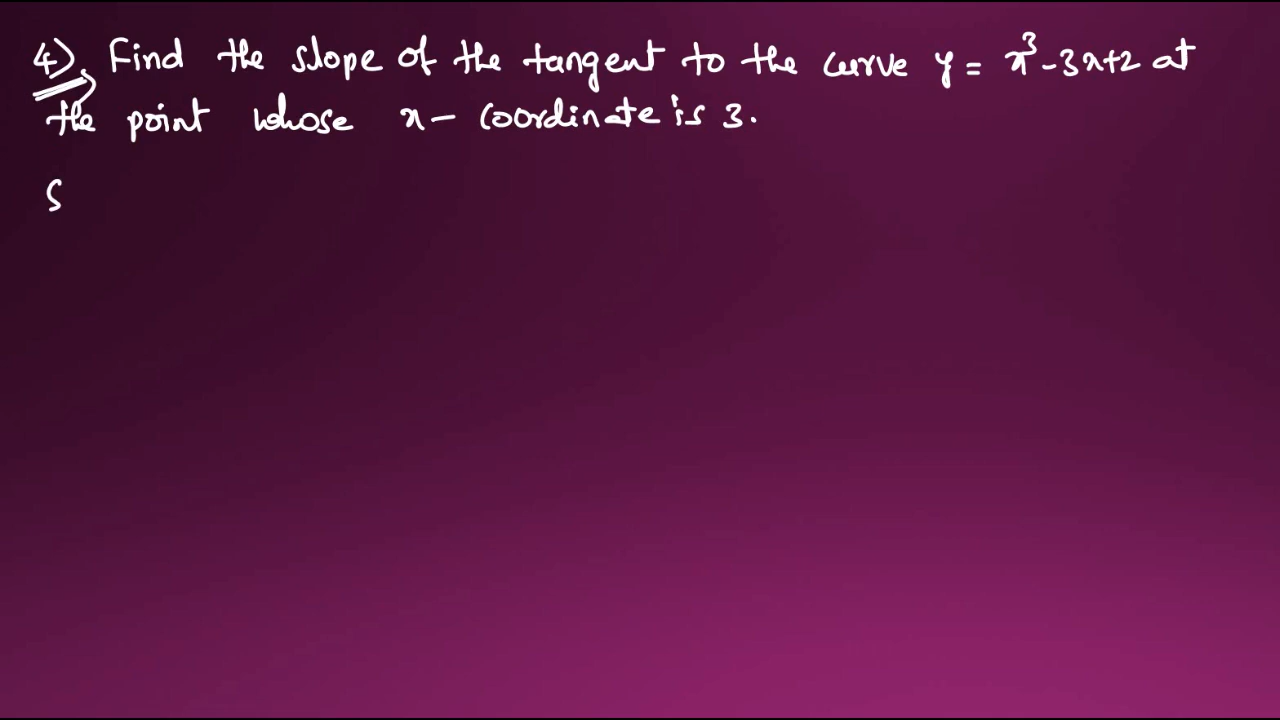 4). Find the slope of the tangent to the curve y = x³-3x+2 at
the point whose x- coordinate is 3.
S